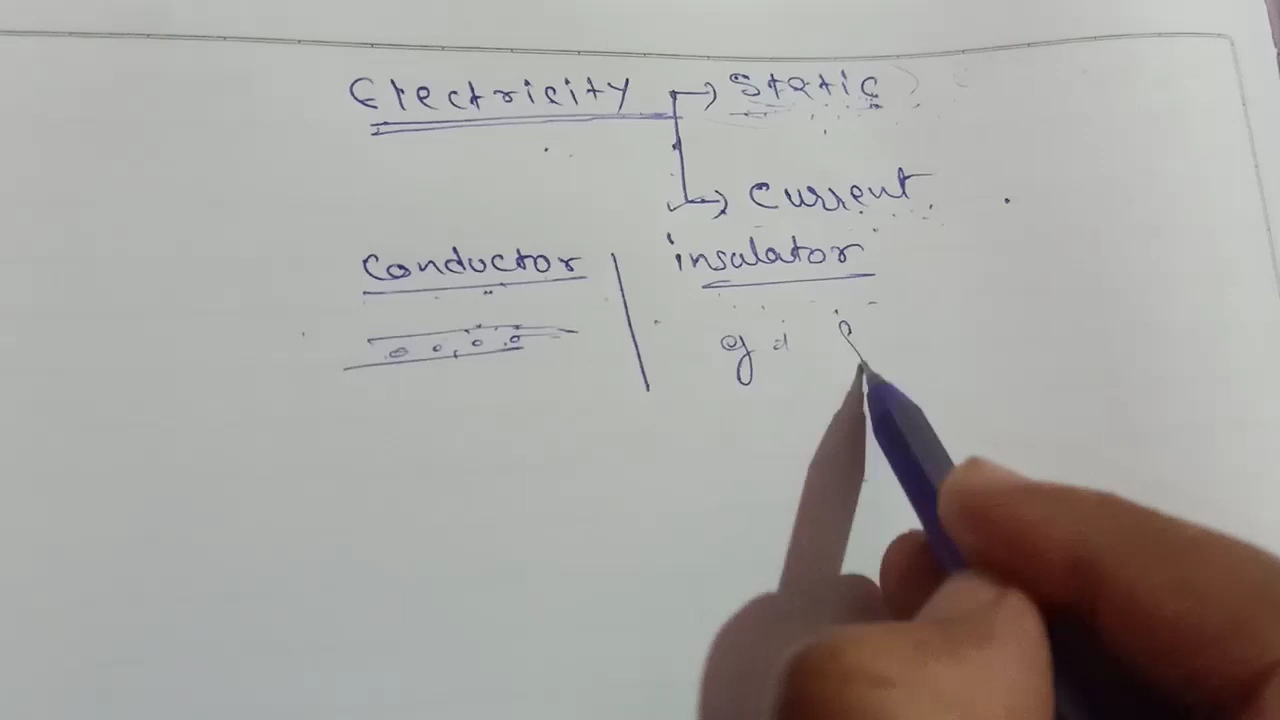 Electricity → Static
→ Current
Conductor | insulator
g